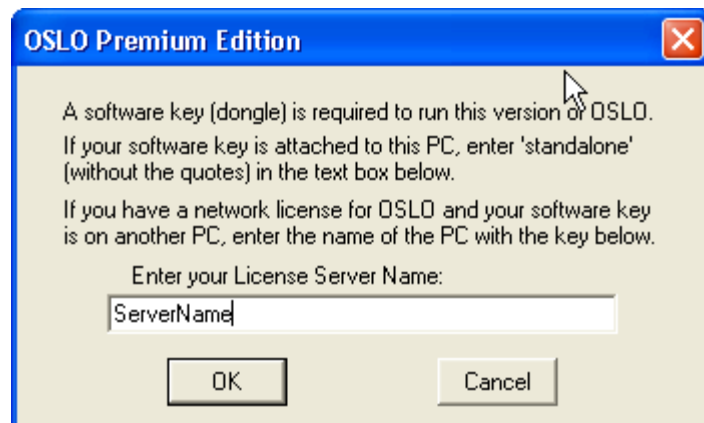 OSLO Premium Edition
A software key (dongle) is required to run this version of OSLO.
If your software key is attached to this PC, enter 'standalone'
(without the quotes) in the text box below.
If you have a network license for OSLO and your software key
is on another PC, enter the name of the PC with the key below.
Enter your License Server Name:
ServerName
OK Cancel